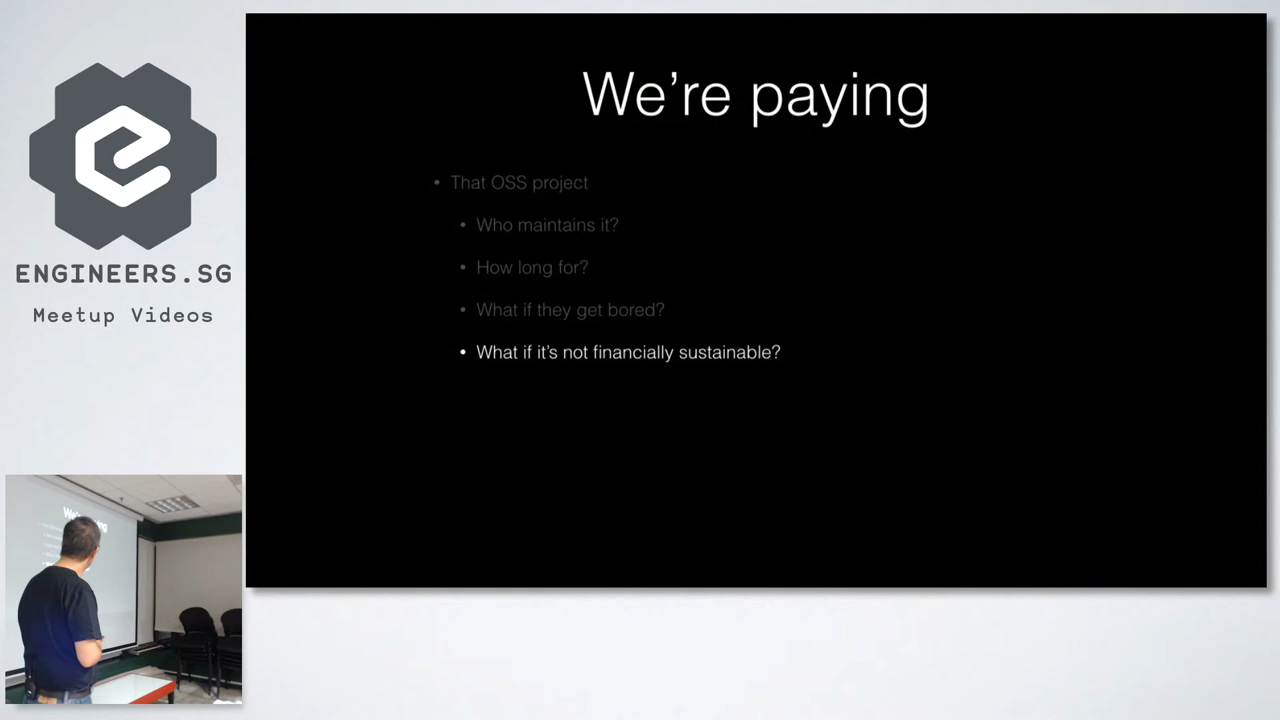 ENGINEERS.SG
Meetup Videos
We're paying
• That OSS project
• Who maintains it?
• How long for?
• What if they get bored?
• What if it's not financially sustainable?